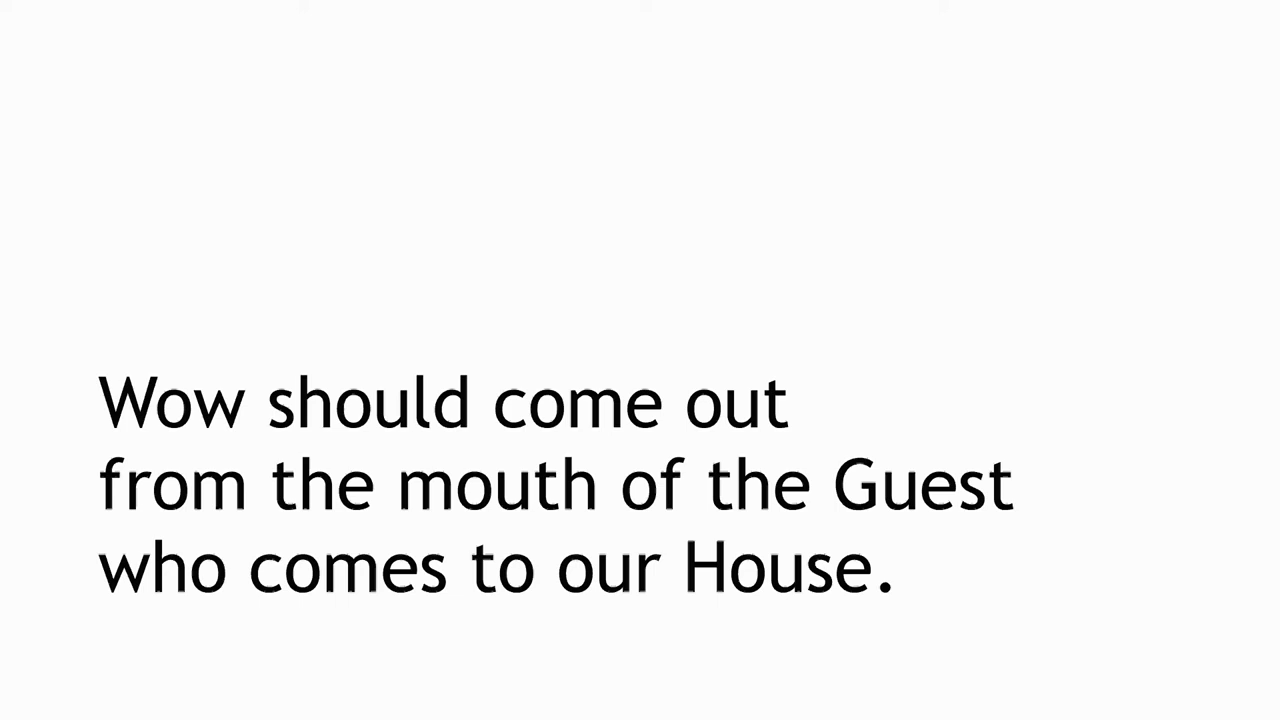 Wow should come out
from the mouth of the Guest
who comes to our House.